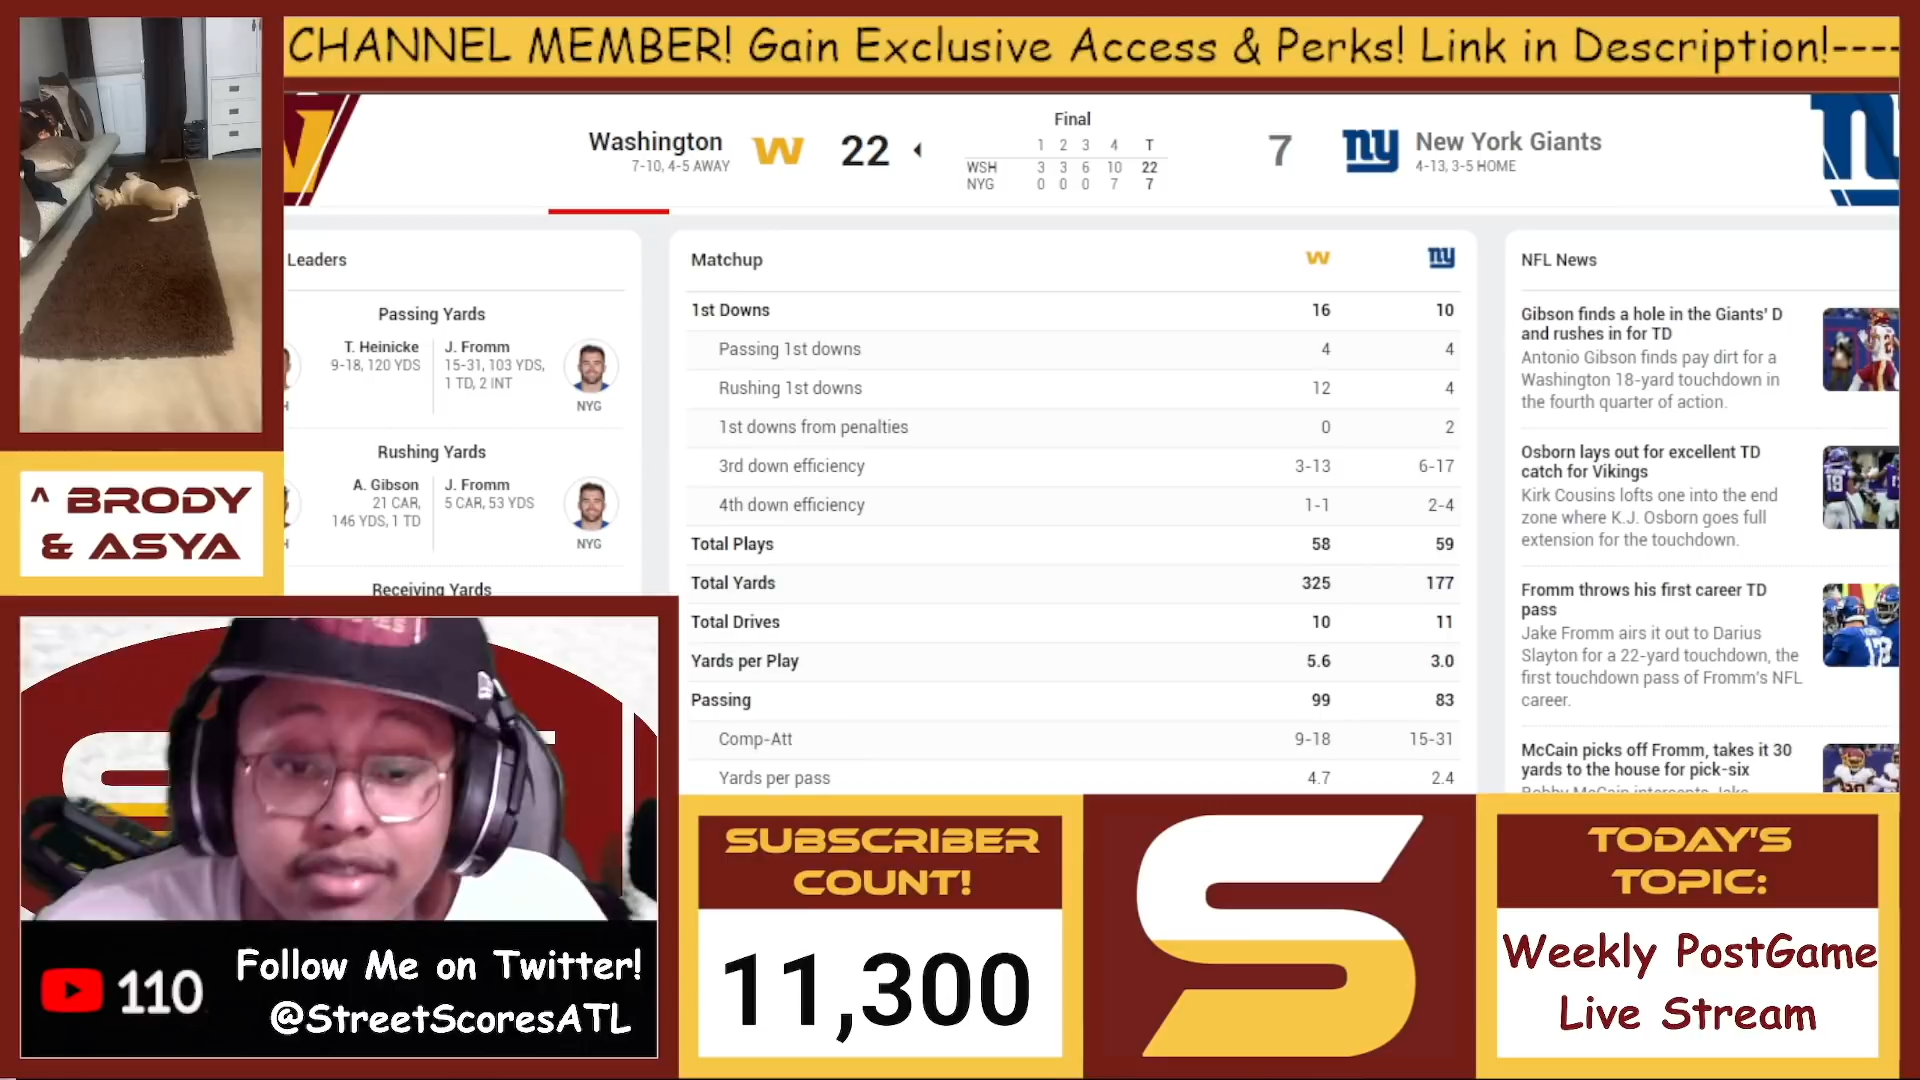 CHANNEL MEMBER! Gain Exclusive Access & Perks! Link in Description!----
Washington
7-10, 4-5 AWAY
W
22
Final
1 2 3 4 T
WSH 3 3 6 10 22
NYG 0 0 0 7 7
7
ny
New York Giants
4-13, 3-5 HOME
Leaders
Passing Yards
T. Heinicke
9-18, 120 YDS
J. Fromm
15-31, 103 YDS,
1 TD, 2 INT
NYG
Rushing Yards
A. Gibson
21 CAR,
146 YDS, 1 TD
J. Fromm
5 CAR, 53 YDS
NYG
Receiving Yards
Matchup W ny
1st Downs 16 10
Passing 1st downs 4 4
Rushing 1st downs 12 4
1st downs from penalties 0 2
3rd down efficiency 3-13 6-17
4th down efficiency 1-1 2-4
Total Plays 58 59
Total Yards 325 177
Total Drives 10 11
Yards per Play 5.6 3.0
Passing 99 83
Comp-Att 9-18 15-31
Yards per pass 4.7 2.4
NFL News
Gibson finds a hole in the Giants' D
and rushes in for TD
Antonio Gibson finds pay dirt for a
Washington 18-yard touchdown in
the fourth quarter of action.
Osborn lays out for excellent TD
catch for Vikings
Kirk Cousins lofts one into the end
zone where K.J. Osborn goes full
extension for the touchdown.
Fromm throws his first career TD
pass
Jake Fromm airs it out to Darius
Slayton for a 22-yard touchdown, the
first touchdown pass of Fromm's NFL
career.
McCain picks off Fromm, takes it 30
yards to the house for pick-six
^ BRODY
& ASYA
110
Follow Me on Twitter!
@StreetScoresATL
SUBSCRIBER
COUNT!
11,300
S
TODAY'S
TOPIC:
Weekly PostGame
Live Stream